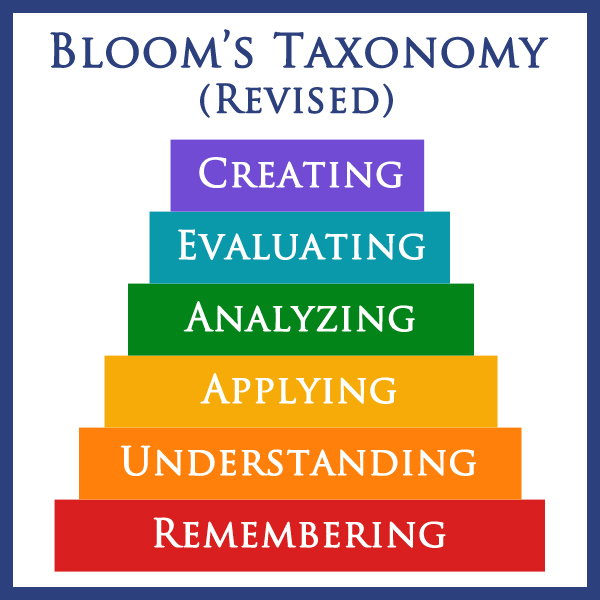 Bloom's Taxonomy
(Revised)
Creating
Evaluating
Analyzing
Applying
Understanding
Remembering